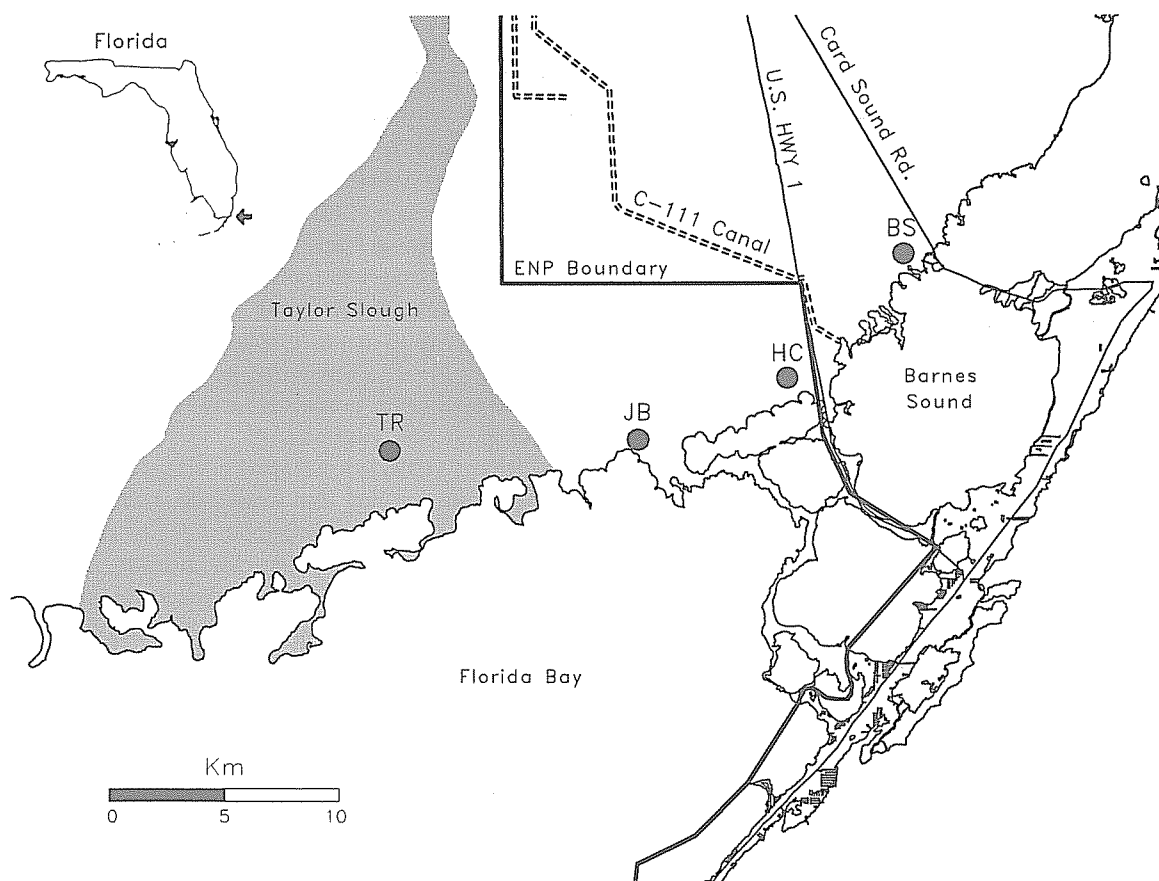 Florida
Card Sound Rd.
U.S. HWY 1
C-111 Canal
BS
ENP Boundary
Taylor Slough
HC
Barnes
Sound
TR
JB
Florida Bay
Km
0 5 10